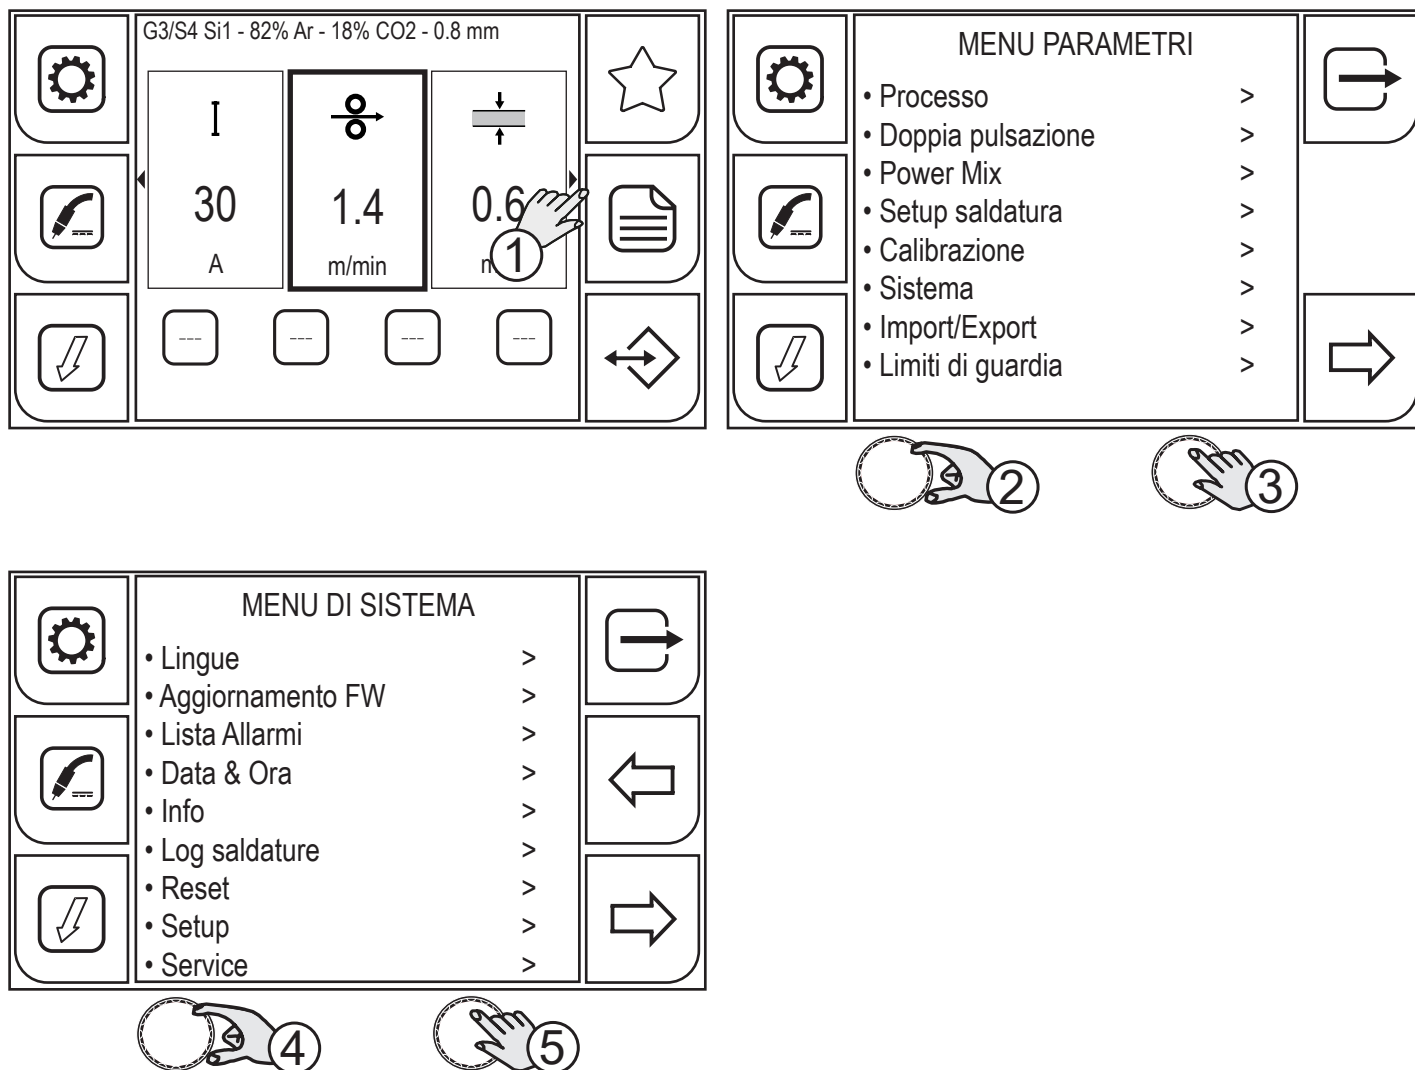 G3/S4 Si1 - 82% Ar - 18% CO2 - 0.8 mm
I
30
A
1.4
m/min
0.6
1
---
---
---
---
MENU PARAMETRI
• Processo >
• Doppia pulsazione >
• Power Mix >
• Setup saldatura >
• Calibrazione >
• Sistema >
• Import/Export >
• Limiti di guardia >
2
3
MENU DI SISTEMA
• Lingue >
• Aggiornamento FW >
• Lista Allarmi >
• Data & Ora >
• Info >
• Log saldature >
• Reset >
• Setup >
• Service >
4
5